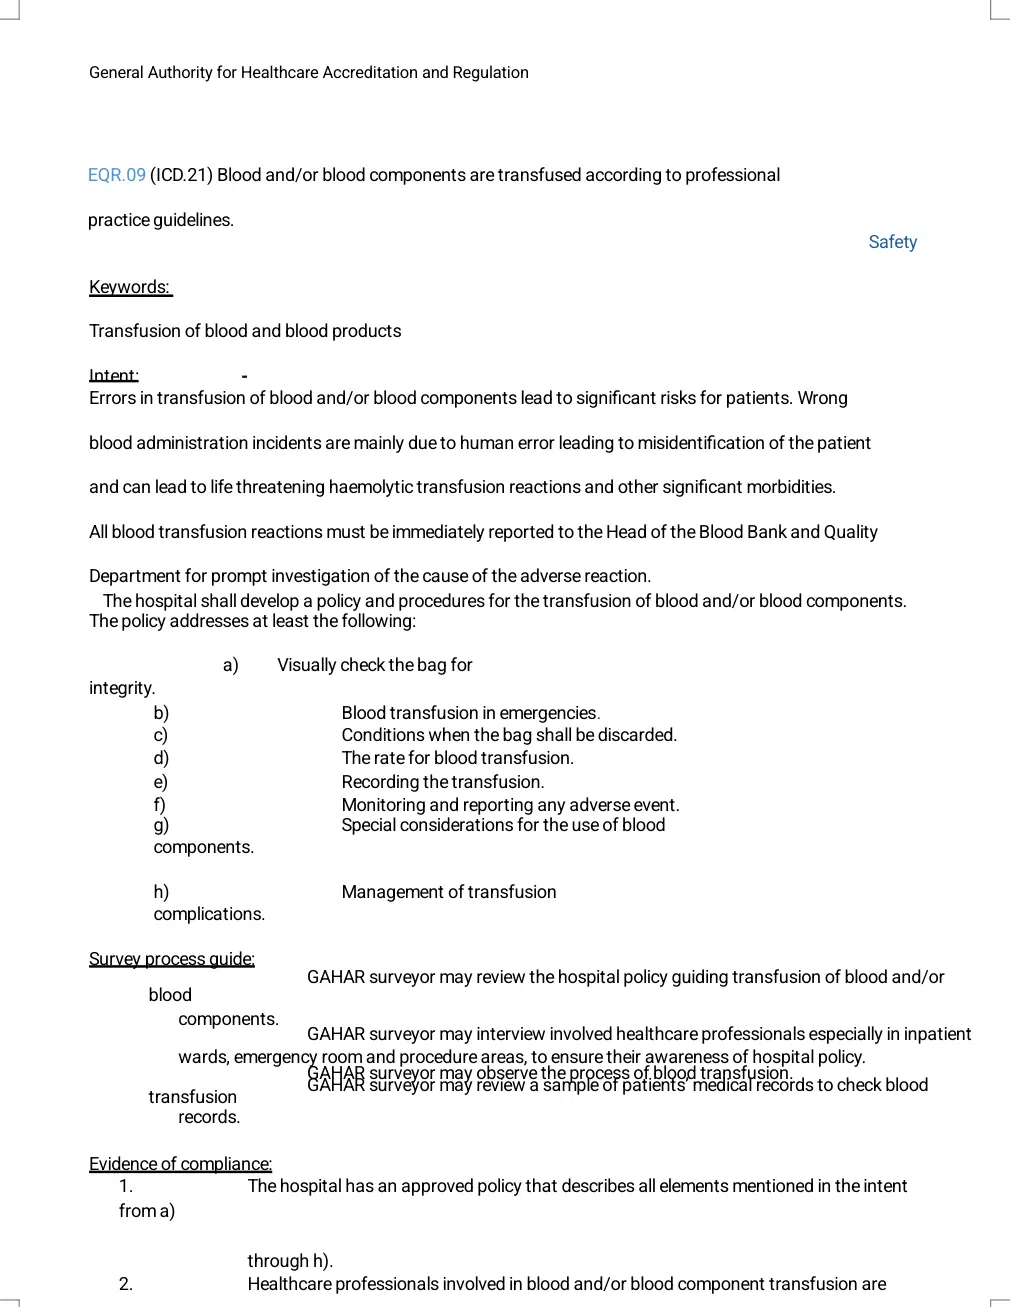 General Authority for Healthcare Accreditation and Regulation
EQR.09 (ICD.21) Blood and/or blood components are transfused according to professional
practice guidelines.
Safety
Keywords:
Transfusion of blood and blood products
Intent: -
Errors in transfusion of blood and/or blood components lead to significant risks for patients. Wrong
blood administration incidents are mainly due to human error leading to misidentification of the patient
and can lead to life threatening haemolytic transfusion reactions and other significant morbidities.
All blood transfusion reactions must be immediately reported to the Head of the Blood Bank and Quality
Department for prompt investigation of the cause of the adverse reaction.
The hospital shall develop a policy and procedures for the transfusion of blood and/or blood components.
The policy addresses at least the following:
a) Visually check the bag for
integrity.
b) Blood transfusion in emergencies.
c) Conditions when the bag shall be discarded.
d) The rate for blood transfusion.
e) Recording the transfusion.
f) Monitoring and reporting any adverse event.
g) Special considerations for the use of blood
components.
h) Management of transfusion
complications.
Survey process guide:
GAHAR surveyor may review the hospital policy guiding transfusion of blood and/or
blood
components.
GAHAR surveyor may interview involved healthcare professionals especially in inpatient
wards, emergency room and procedure areas, to ensure their awareness of hospital policy.
GAHAR surveyor may observe the process of blood transfusion.
GAHAR surveyor may review a sample of patients' medical records to check blood
transfusion
records.
Evidence of compliance:
1. The hospital has an approved policy that describes all elements mentioned in the intent
from a)
through h).
2. Healthcare professionals involved in blood and/or blood component transfusion are